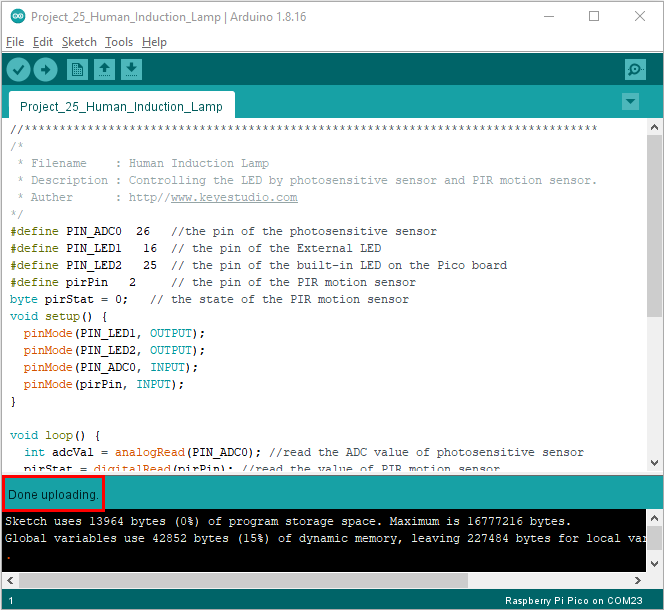 Project_25_Human_Induction_Lamp | Arduino 1.8.16
File Edit Sketch Tools Help
Project_25_Human_Induction_Lamp
//**********************************************************************************
/*
 * Filename    : Human Induction Lamp
 * Description : Controlling the LED by photosensitive sensor and PIR motion sensor.
 * Auther      : http//www.keyestudio.com
*/
#define PIN_ADC0  26   //the pin of the photosensitive sensor
#define PIN_LED1   16  // the pin of the External LED
#define PIN_LED2   25  // the pin of the built-in LED on the Pico board
#define pirPin   2     // the pin of the PIR motion sensor
byte pirStat = 0;   // the state of the PIR motion sensor
void setup() {
  pinMode(PIN_LED1, OUTPUT);
  pinMode(PIN_LED2, OUTPUT);
  pinMode(PIN_ADC0, INPUT);
  pinMode(pirPin, INPUT);
}
void loop() {
  int adcVal = analogRead(PIN_ADC0); //read the ADC value of photosensitive sensor
  pirStat = digitalRead(pirPin); //read the value of PIR motion sensor
Done uploading.
Sketch uses 13964 bytes (0%) of program storage space. Maximum is 16777216 bytes.
Global variables use 42852 bytes (15%) of dynamic memory, leaving 227484 bytes for local var
.
1
Raspberry Pi Pico on COM23